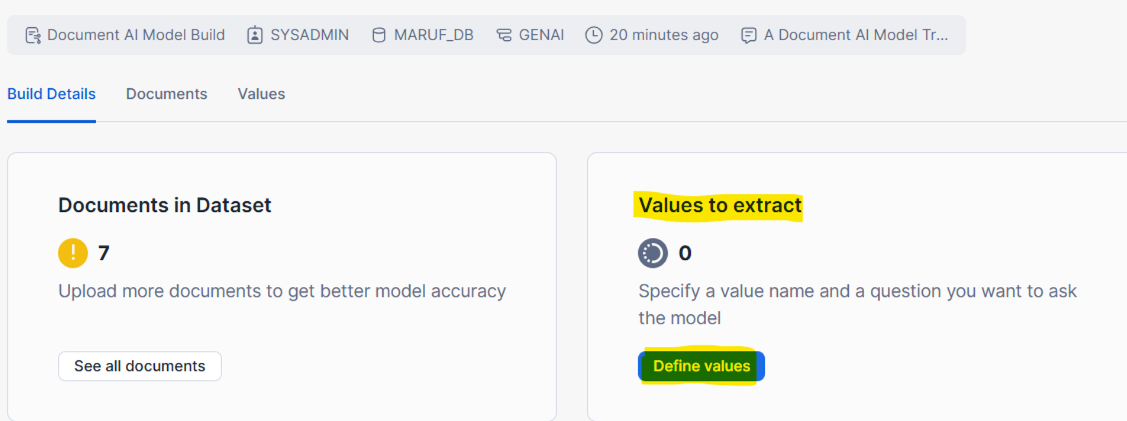 Document AI Model Build SYSADMIN MARUF_DB GENAI 20 minutes ago A Document AI Model Tr...
Build Details Documents Values
Documents in Dataset
7
Upload more documents to get better model accuracy
See all documents
Values to extract
0
Specify a value name and a question you want to ask
the model
Define values